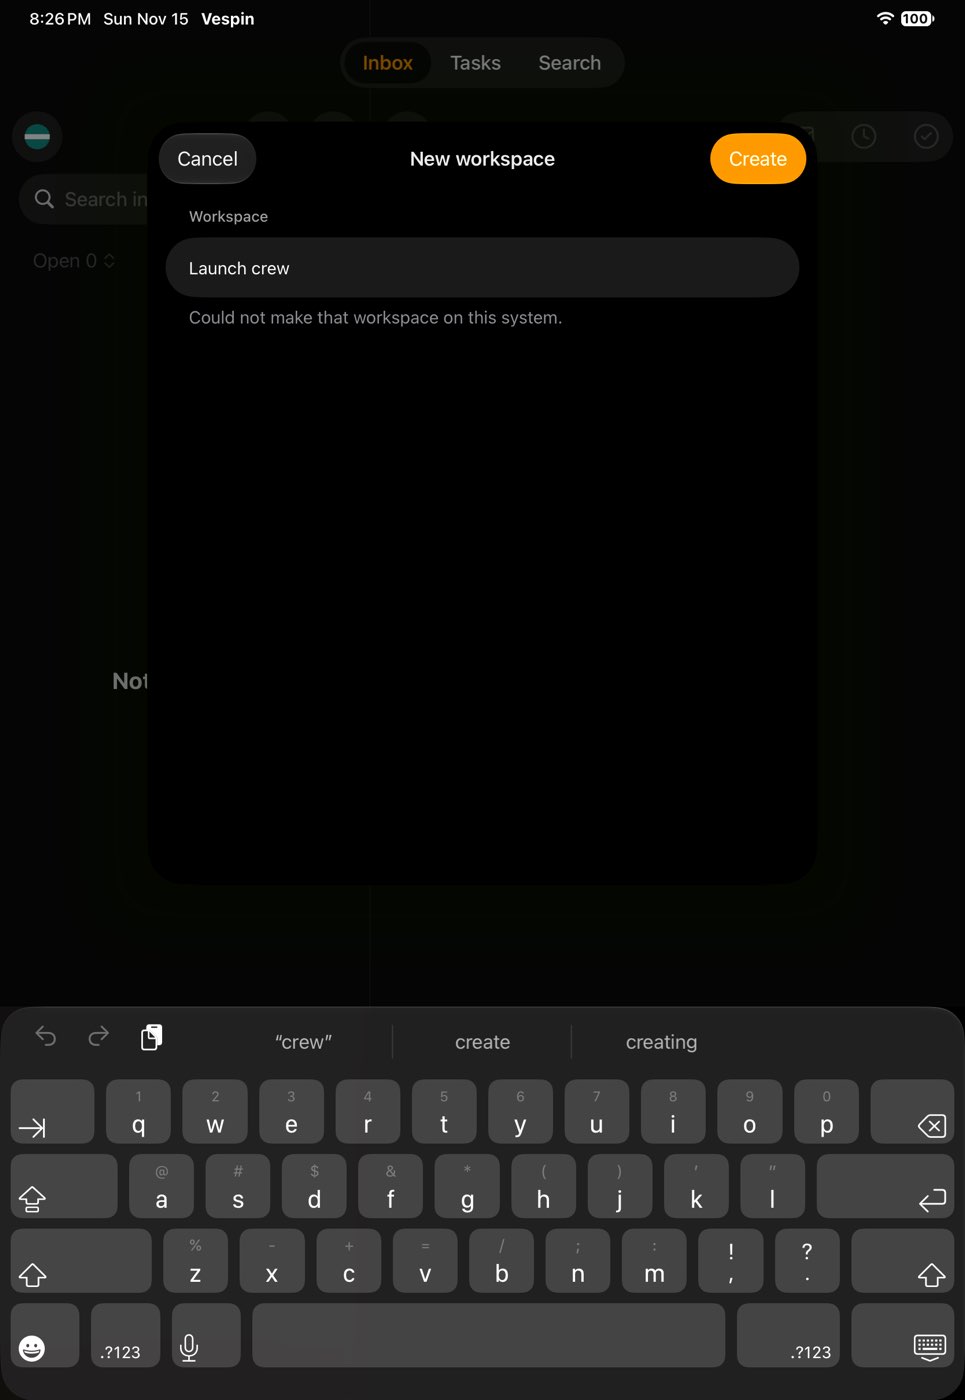 8:26 PM Sun Nov 15 Vespin
100
Inbox Tasks Search
Cancel New workspace Create
Search in
Workspace
Open 0
Launch crew
Could not make that workspace on this system.
Not
“crew” create creating
1 2 3 4 5 6 7 8 9 0
q w e r t y u i o p
@ # $ & * ( ) ' "
a s d f g h j k l
% - + = / ; : ! ?
z x c v b n m , .
.?123 .?123